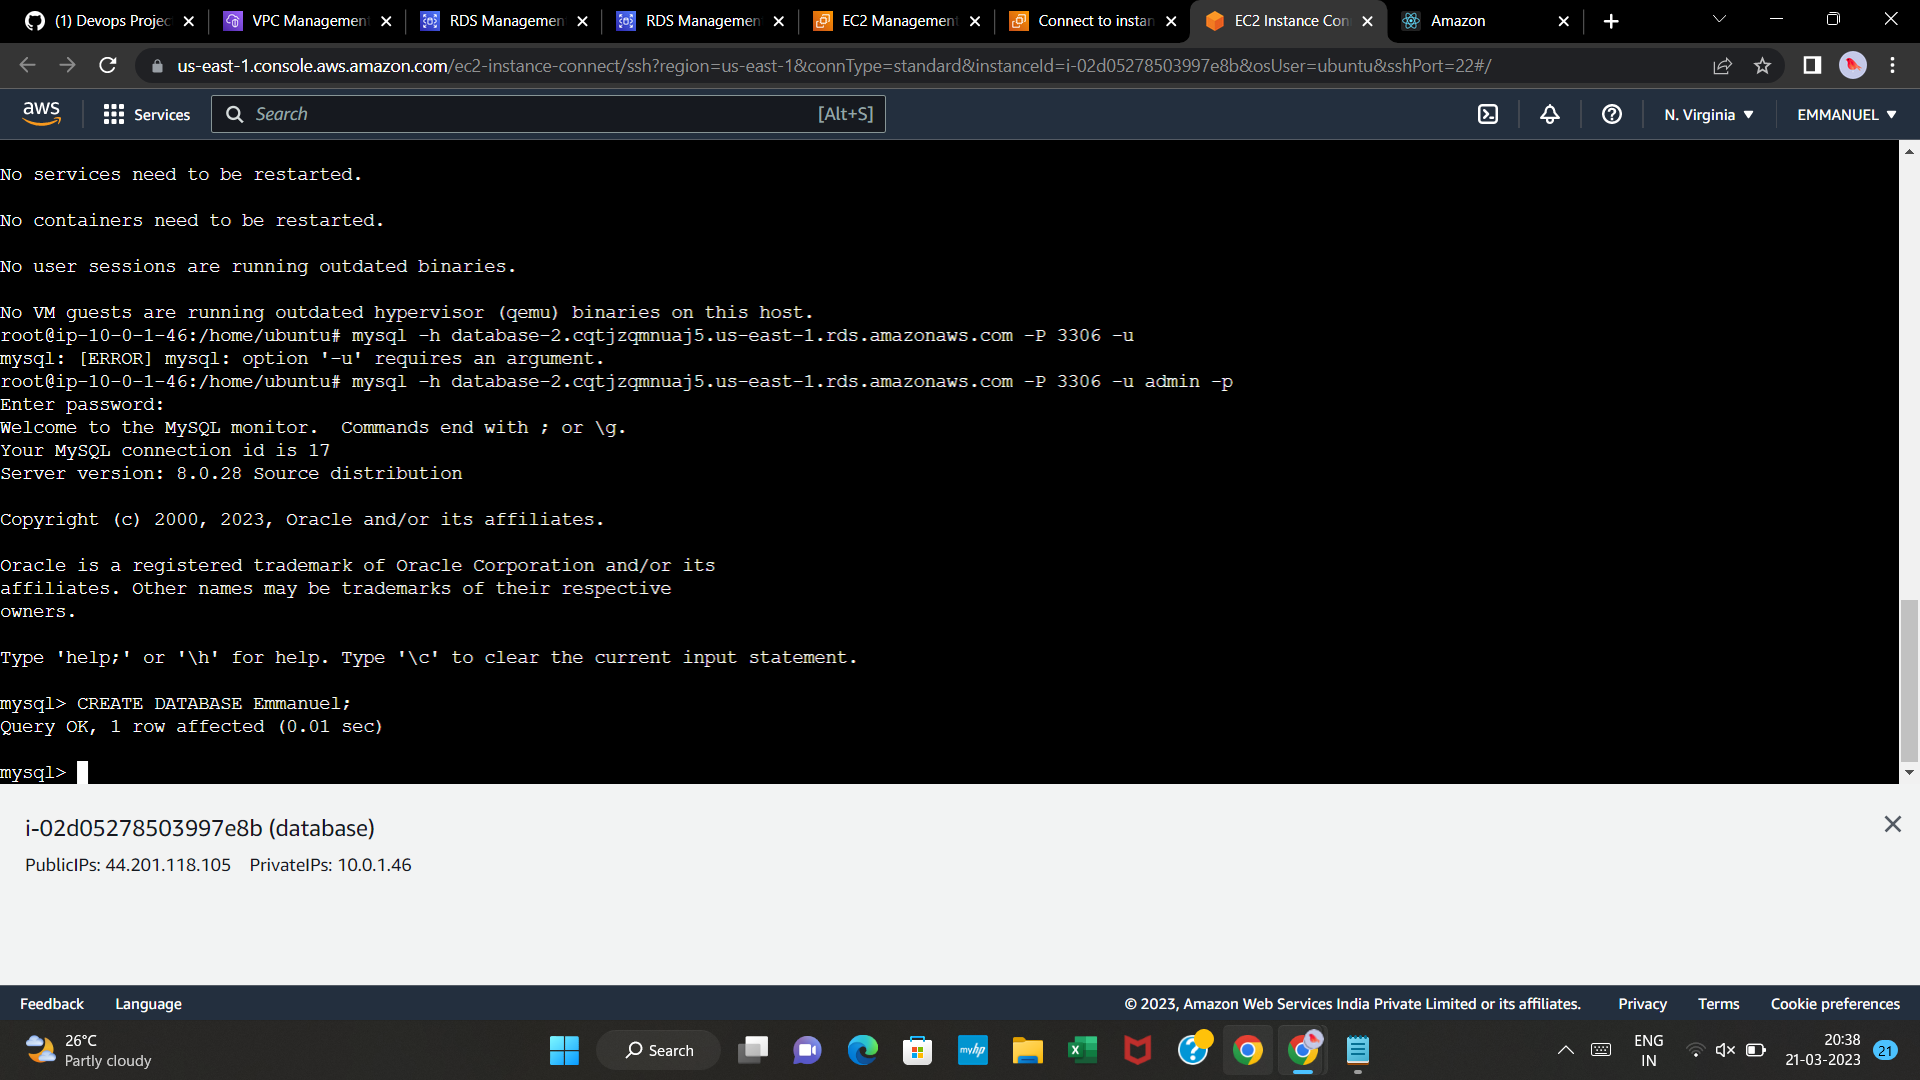 (1) Devops Projec
VPC Management
RDS Management
RDS Management
EC2 Management
Connect to instan
EC2 Instance Con
Amazon
us-east-1.console.aws.amazon.com/ec2-instance-connect/ssh?region=us-east-1&connType=standard&instanceId=i-02d05278503997e8b&osUser=ubuntu&sshPort=22#/
aws
Services
Search
[Alt+S]
N. Virginia
EMMANUEL
No services need to be restarted.
No containers need to be restarted.
No user sessions are running outdated binaries.
No VM guests are running outdated hypervisor (qemu) binaries on this host.
root@ip-10-0-1-46:/home/ubuntu# mysql -h database-2.cqtjzqmnuaj5.us-east-1.rds.amazonaws.com -P 3306 -u
mysql: [ERROR] mysql: option '-u' requires an argument.
root@ip-10-0-1-46:/home/ubuntu# mysql -h database-2.cqtjzqmnuaj5.us-east-1.rds.amazonaws.com -P 3306 -u admin -p
Enter password:
Welcome to the MySQL monitor.  Commands end with ; or \g.
Your MySQL connection id is 17
Server version: 8.0.28 Source distribution
Copyright (c) 2000, 2023, Oracle and/or its affiliates.
Oracle is a registered trademark of Oracle Corporation and/or its
affiliates. Other names may be trademarks of their respective
owners.
Type 'help;' or '\h' for help. Type '\c' to clear the current input statement.
mysql> CREATE DATABASE Emmanuel;
Query OK, 1 row affected (0.01 sec)
mysql>
i-02d05278503997e8b (database)
PublicIPs: 44.201.118.105 PrivateIPs: 10.0.1.46
Feedback
Language
© 2023, Amazon Web Services India Private Limited or its affiliates.
Privacy
Terms
Cookie preferences
26°C
Partly cloudy
Search
myhp
ENG
IN
20:38
21-03-2023
21